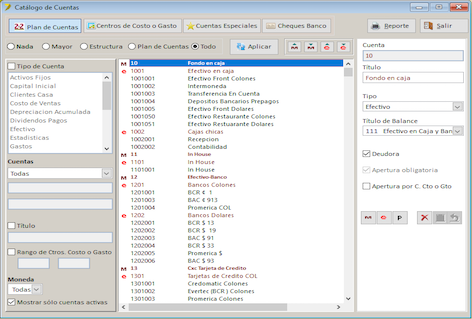 Catálogo de Cuentas
Plan de Cuentas
Centros de Costo o Gasto
Cuentas Especiales
Cheques Banco
Reporte
Salir
Nada
Mayor
Estructura
Plan de Cuentas
Todo
Aplicar
Tipo de Cuenta
Activos Fijos
Capital Inicial
Clientes Casa
Costo de Ventas
Depreciacion Acumulada
Dividendos Pagos
Efectivo
Estadísticas
Gastos
Cuentas
Todas
Título
Rango de Ctros. Costo o Gasto
Moneda
Todas
Mostrar sólo cuentas activas
M 10 Fondo en caja
e 1001 Efectivo en caja
1001001 Efectivo Front Colones
1001002 Intermoneda
1001003 Transferencia En Cuenta
1001004 Depositos Bancarios Prepagos
1001005 Efectivo Front Dolares
1001050 Efectivo Restaurante Colones
1001051 Efectivo Restuarante Dolares
e 1002 Cajas chicas
1002001 Recepcion
1002002 Contabilidad
M 11 In House
e 1101 In House
1101001 In House
M 12 Efectivo-Banco
e 1201 Bancos Colones
1201001 BCR ¢ 1
1201003 BAC ¢ 913
1201004 Promerica COL
e 1202 Bancos Dolares
1202001 BCR $ 13
1202002 BCR $ 19
1202003 BAC $ 91
1202004 BCR $ 33
1202005 Promerica $
1202006 BAC $ 93
M 13 Cxc Tarjeta de Credito
e 1301 Tarjetas de Credito COL
1301001 Credomatic Colones
1301002 Evertec (BCR ) Colones
1301003 Promerica Colones
Cuenta
10
Título
Fondo en caja
Tipo
Efectivo
Título de Balance
111 Efectivo en Caja y Ban
Deudora
Apertura obligatoria
Apertura por C. Cto o Gto
M e P